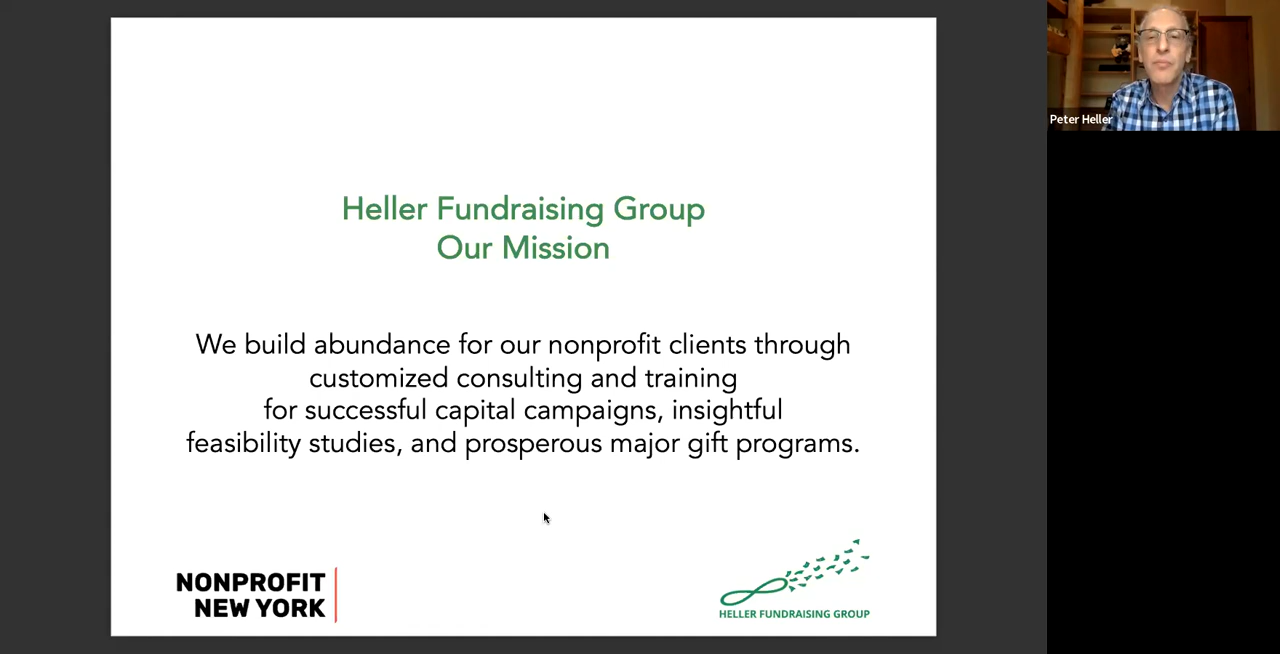 Heller Fundraising Group
Our Mission
We build abundance for our nonprofit clients through
customized consulting and training
for successful capital campaigns, insightful
feasibility studies, and prosperous major gift programs.
NONPROFIT
NEW YORK
HELLER FUNDRAISING GROUP
Peter Heller